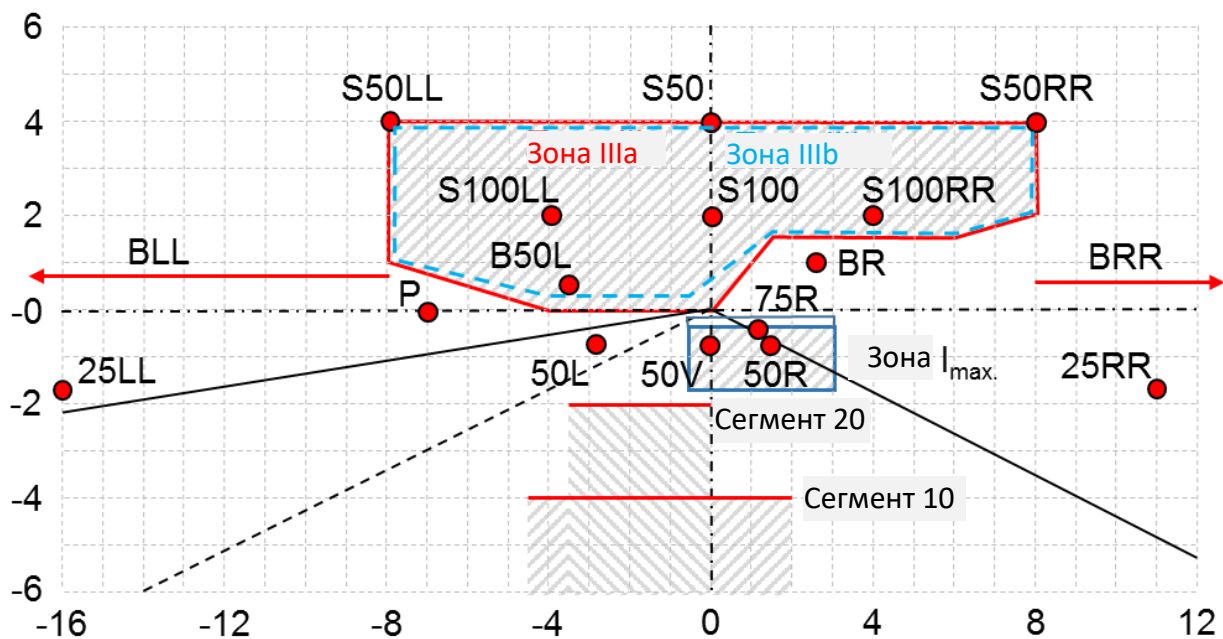 6
S50LL S50 S50RR
4
Зона IIIa Зона IIIb
S100LL S100 S100RR
2
BLL B50L BR BRR
P 75R
-0
25LL 50L 50V 50R Зона Imax. 25RR
-2
Сегмент 20
-4
Сегмент 10
-6
-16 -12 -8 -4 0 4 8 12